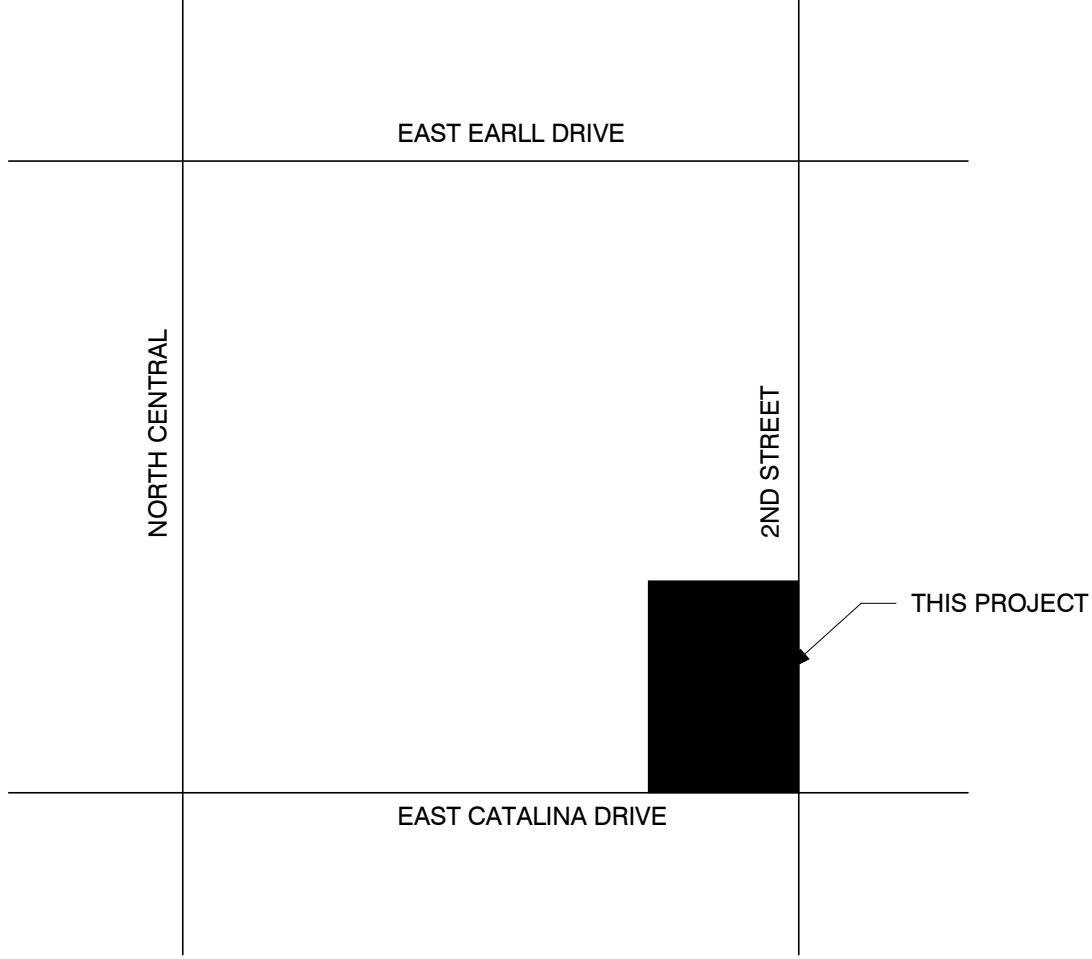 EAST EARLL DRIVE
NORTH CENTRAL
2ND STREET
THIS PROJECT
EAST CATALINA DRIVE